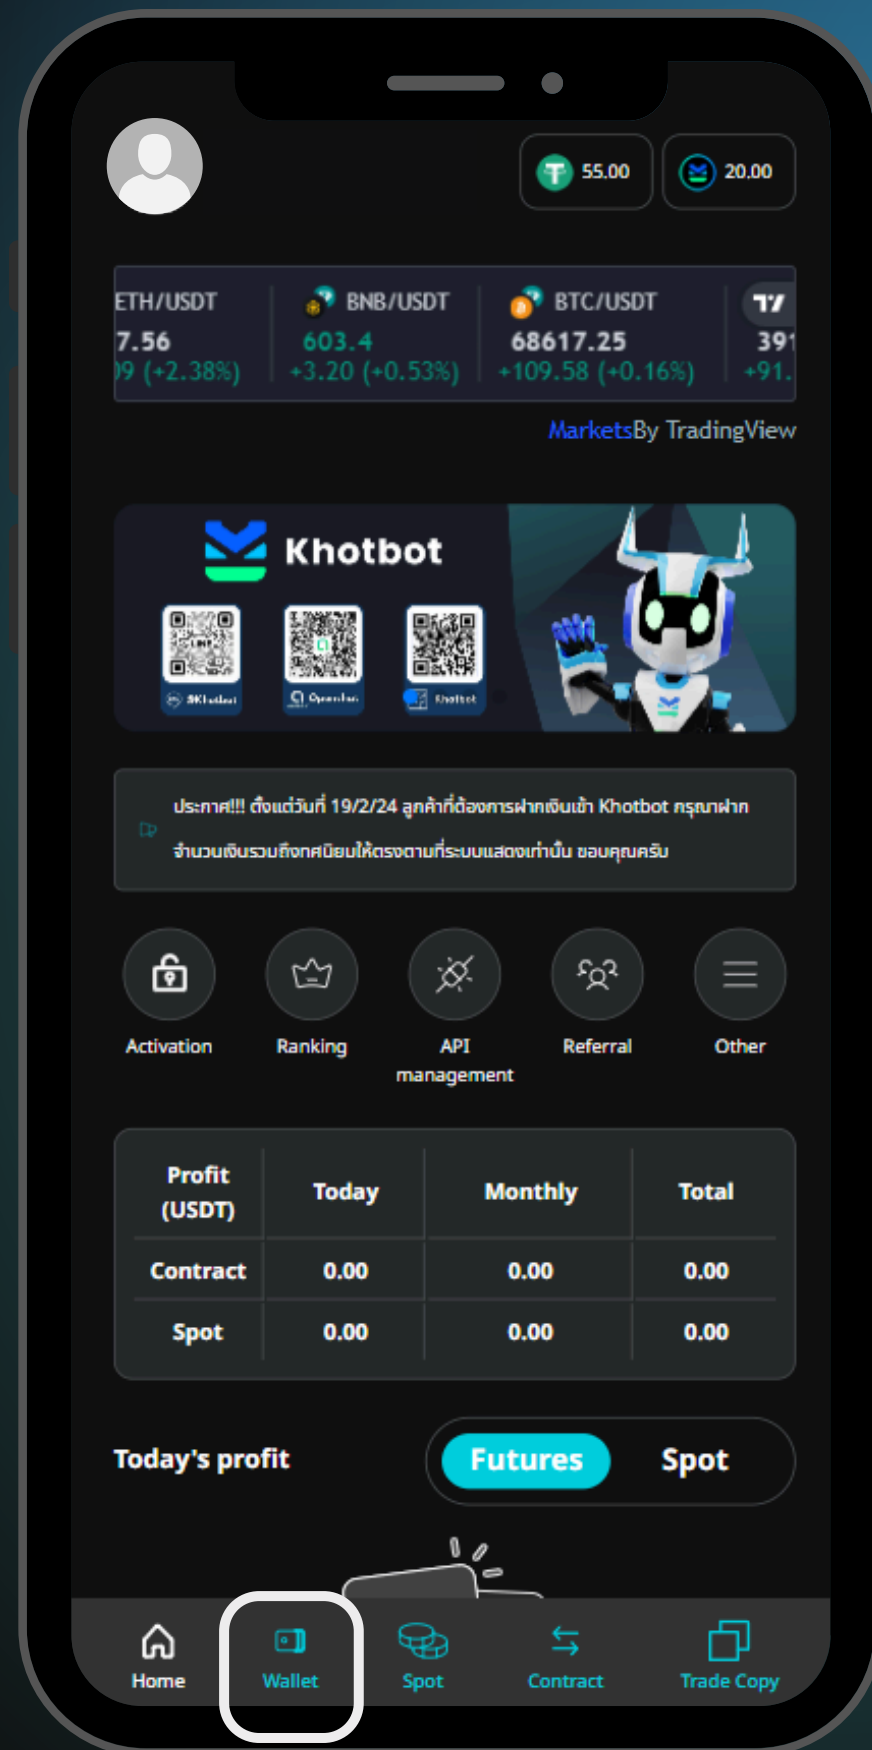 55.00 20.00
ETH/USDT BNB/USDT BTC/USDT
7.56 603.4 68617.25 391
09 (+2.38%) +3.20 (+0.53%) +109.58 (+0.16%) +91.
MarketsBy TradingView
Khotbot
Khotbot
ประกาศ!!! ตั้งแต่วันที่ 19/2/24 ลูกค้าที่ต้องการฝากเงินเข้า Khotbot กรุณาฝาก
จำนวนเงินรวมถึงทศนิยมให้ตรงตามที่ระบบแสดงเท่านั้น ขอบคุณครับ
Activation Ranking API Referral Other
management
Profit
(USDT) Today Monthly Total
Contract 0.00 0.00 0.00
Spot 0.00 0.00 0.00
Today's profit Futures Spot
Home Wallet Spot Contract Trade Copy